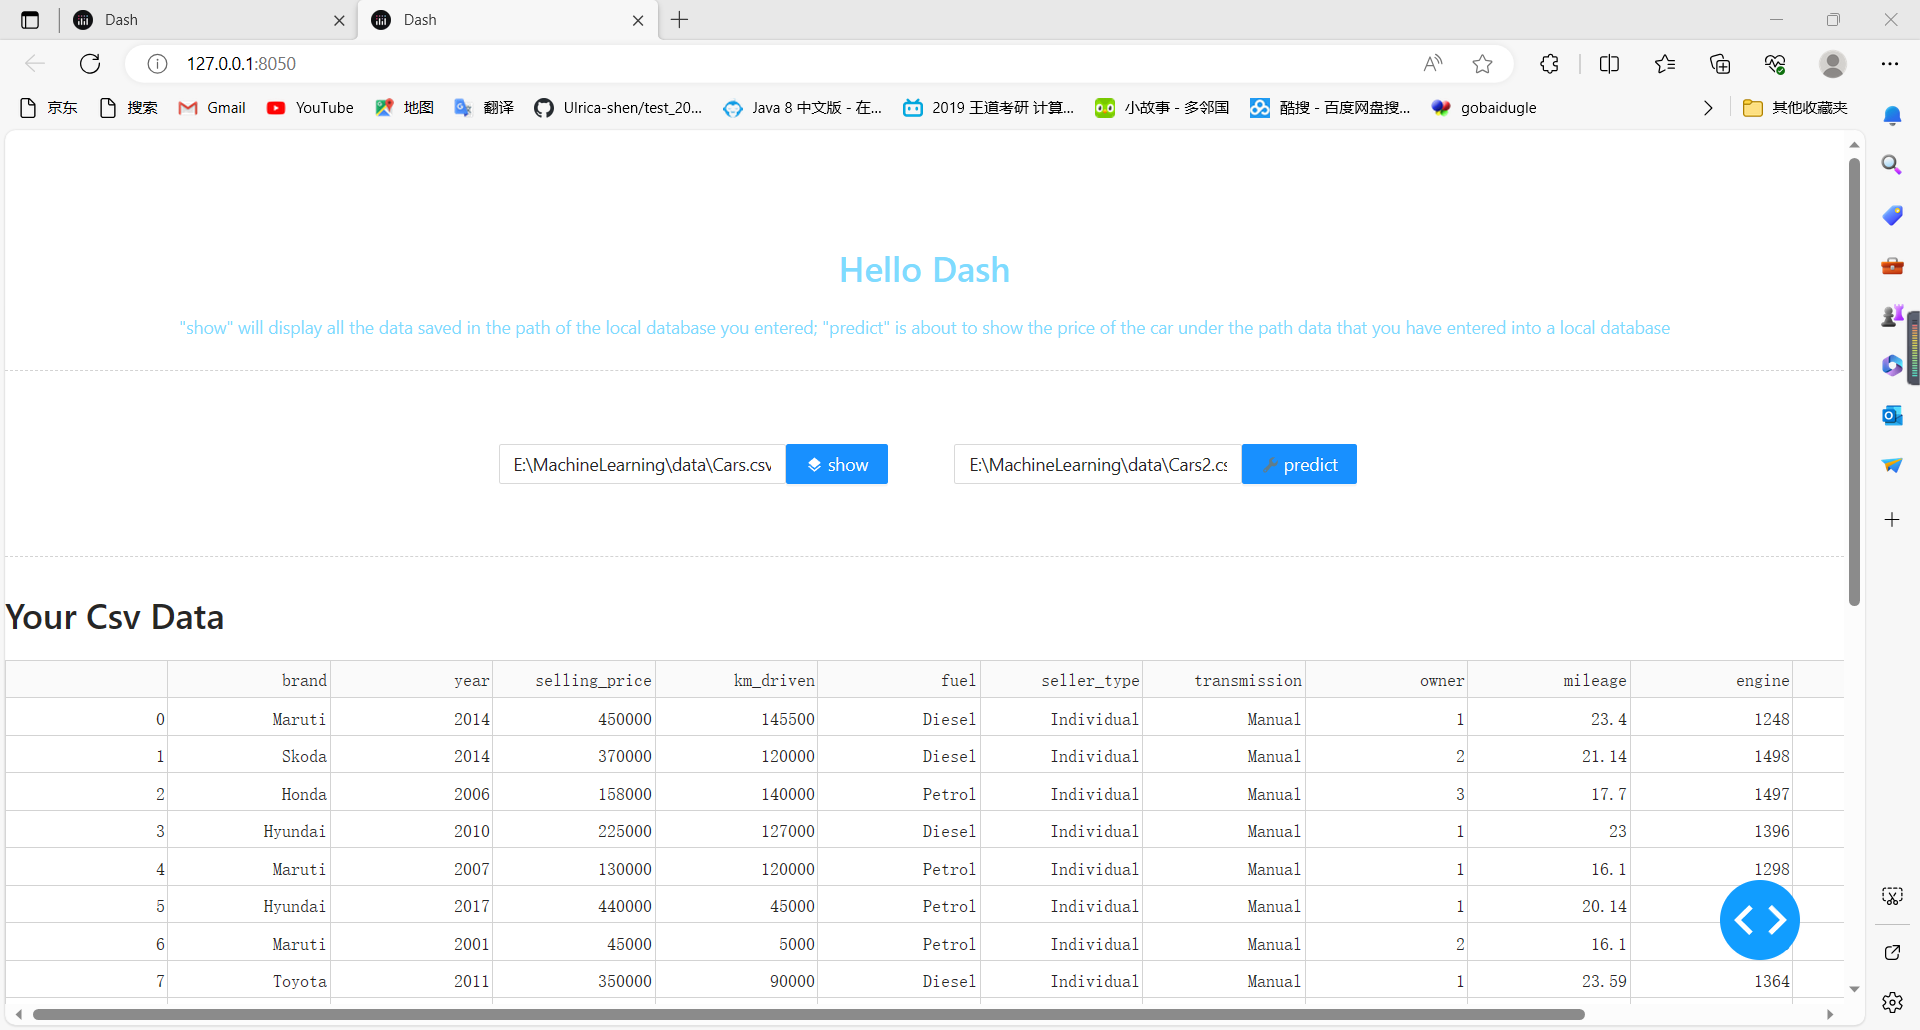 Dash
Dash
127.0.0.1:8050
京东
搜索
Gmail
YouTube
地图
翻译
Ulrica-shen/test_20...
Java 8 中文版 - 在...
2019 王道考研 计算...
小故事 - 多邻国
酷搜 - 百度网盘搜...
gobaidugle
其他收藏夹
Hello Dash
"show" will display all the data saved in the path of the local database you entered; "predict" is about to show the price of the car under the path data that you have entered into a local database
E:\MachineLearning\data\Cars.csv show E:\MachineLearning\data\Cars2.cs predict
Your Csv Data
brand year selling_price km_driven fuel seller_type transmission owner mileage engine
0 Maruti 2014 450000 145500 Diesel Individual Manual 1 23.4 1248
1 Skoda 2014 370000 120000 Diesel Individual Manual 2 21.14 1498
2 Honda 2006 158000 140000 Petrol Individual Manual 3 17.7 1497
3 Hyundai 2010 225000 127000 Diesel Individual Manual 1 23 1396
4 Maruti 2007 130000 120000 Petrol Individual Manual 1 16.1 1298
5 Hyundai 2017 440000 45000 Petrol Individual Manual 1 20.14
6 Maruti 2001 45000 5000 Petrol Individual Manual 2 16.1
7 Toyota 2011 350000 90000 Diesel Individual Manual 1 23.59 1364